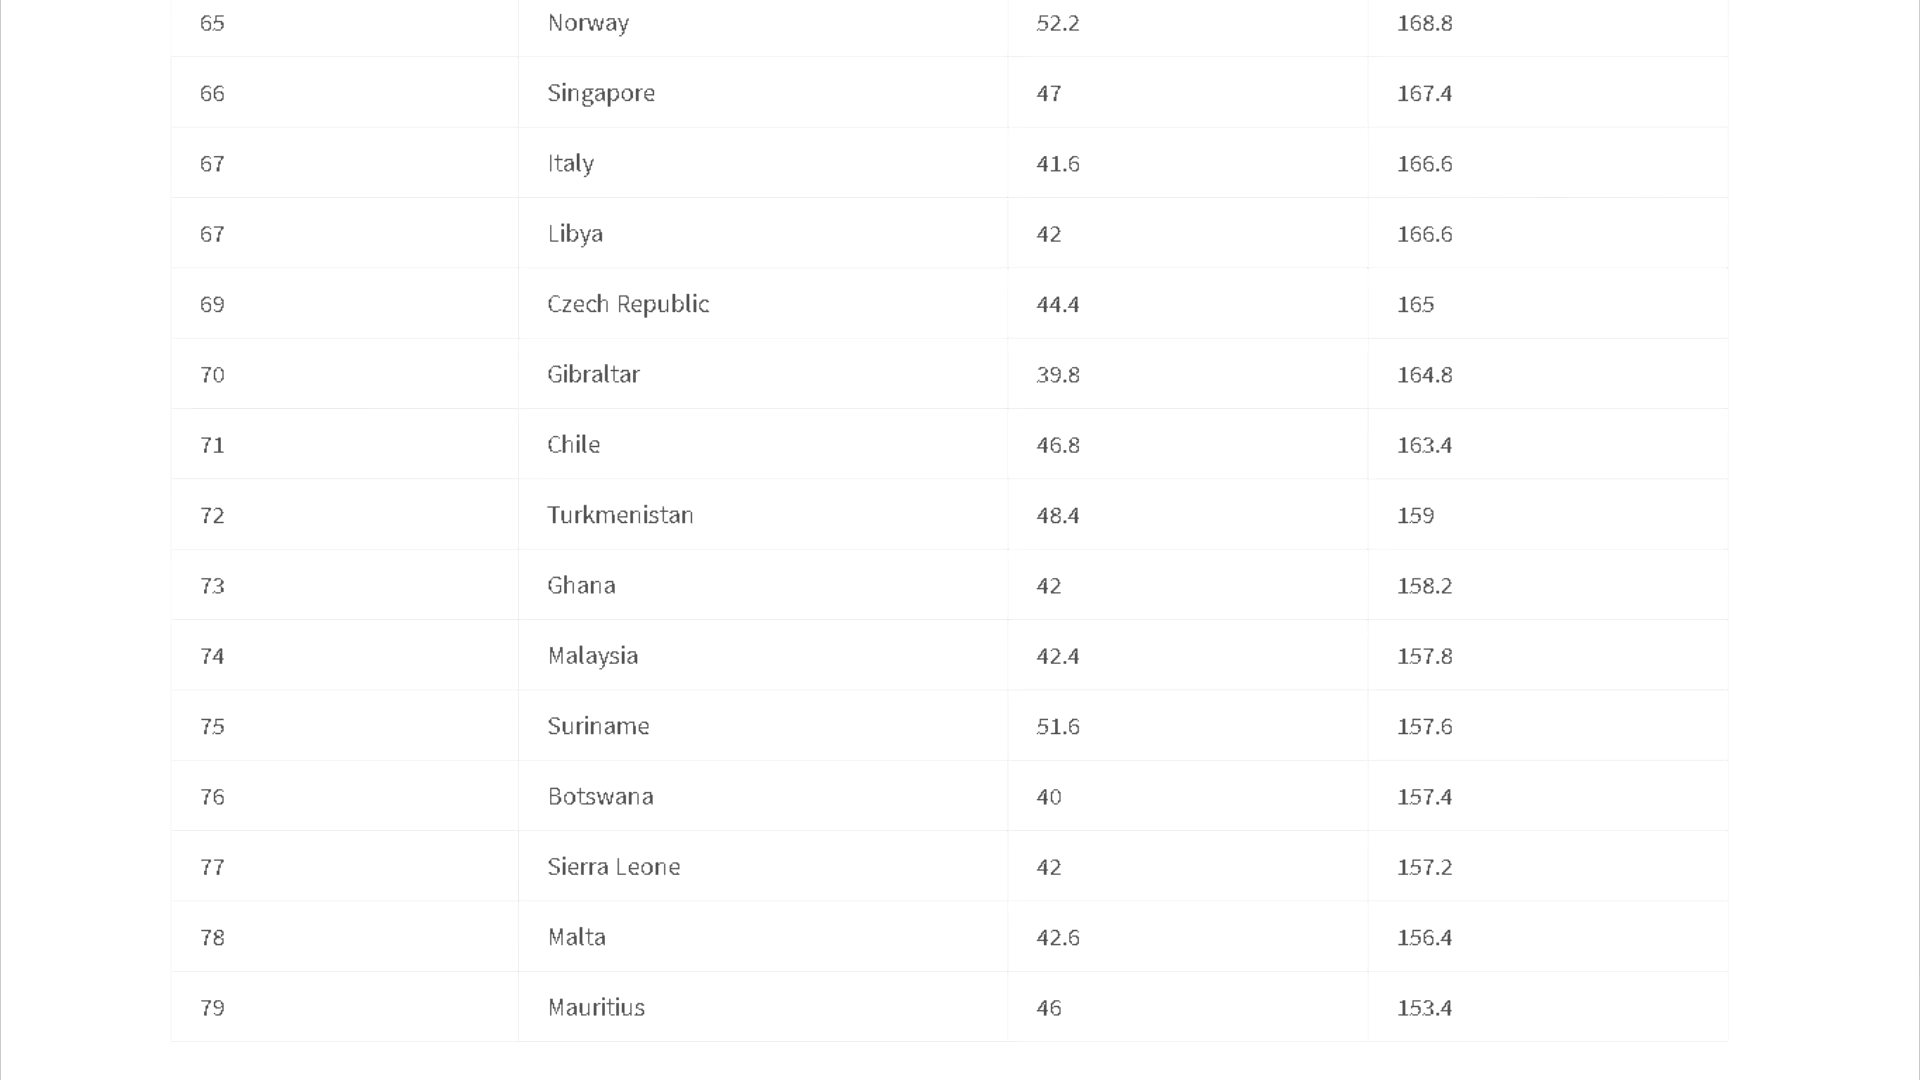 65 Norway 52.2 168.8
66 Singapore 47 167.4
67 Italy 41.6 166.6
67 Libya 42 166.6
69 Czech Republic 44.4 165
70 Gibraltar 39.8 164.8
71 Chile 46.8 163.4
72 Turkmenistan 48.4 159
73 Ghana 42 158.2
74 Malaysia 42.4 157.8
75 Suriname 51.6 157.6
76 Botswana 40 157.4
77 Sierra Leone 42 157.2
78 Malta 42.6 156.4
79 Mauritius 46 153.4